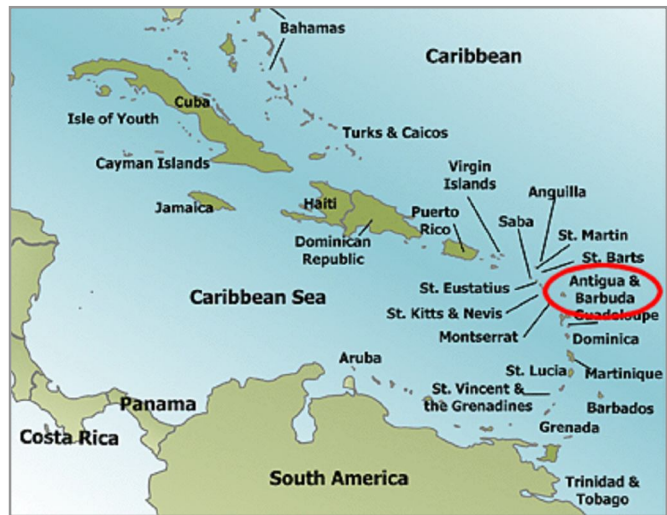 Bahamas
Caribbean
Cuba
Isle of Youth
Turks & Caicos
Cayman Islands
Virgin
Islands
Anguilla
Jamaica
Haiti
Puerto
Rico
Saba
St. Martin
Dominican
Republic
St. Barts
St. Eustatius
Antigua &
Barbuda
Caribbean Sea
St. Kitts & Nevis
Guadeloupe
Montserrat
Dominica
Aruba
St. Lucia
Martinique
St. Vincent &
the Grenadines
Panama
Barbados
Costa Rica
Grenada
South America
Trinidad &
Tobago